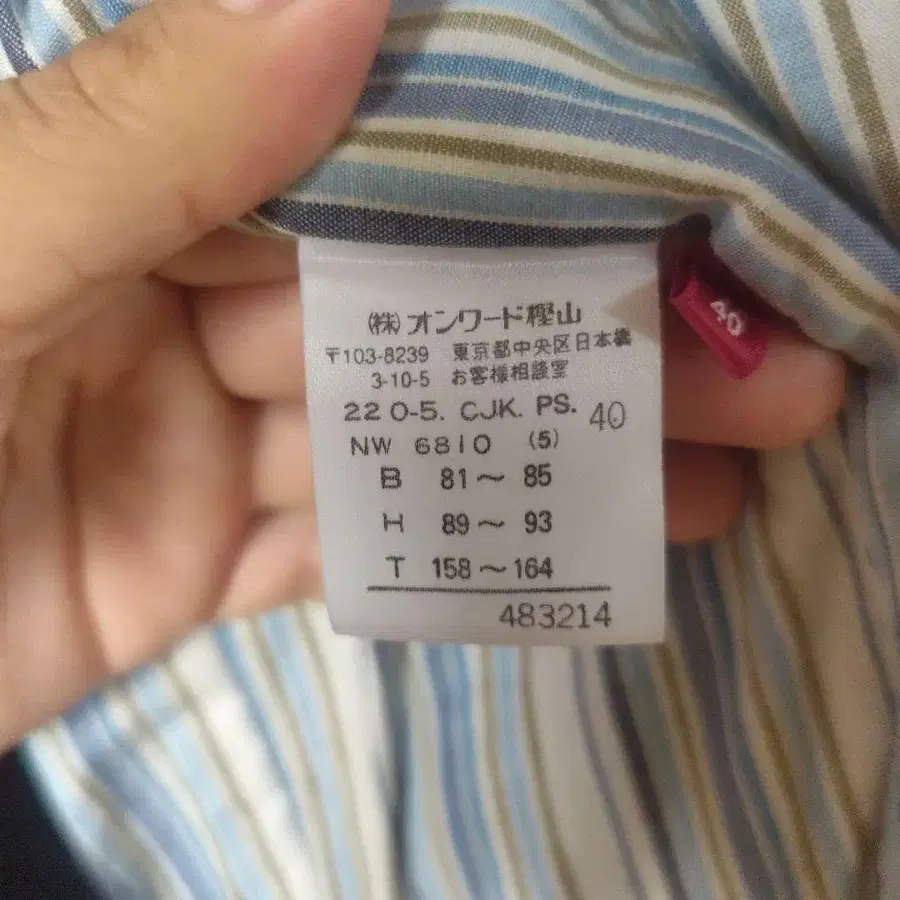 ㈱オンワード樫山
〒103-8239 東京都中央区日本橋
3-10-5 お客様相談室
220-5. CJK. PS. 40
NW 6810 (5)
B 81～85
H 89～93
T 158～164
483214
40